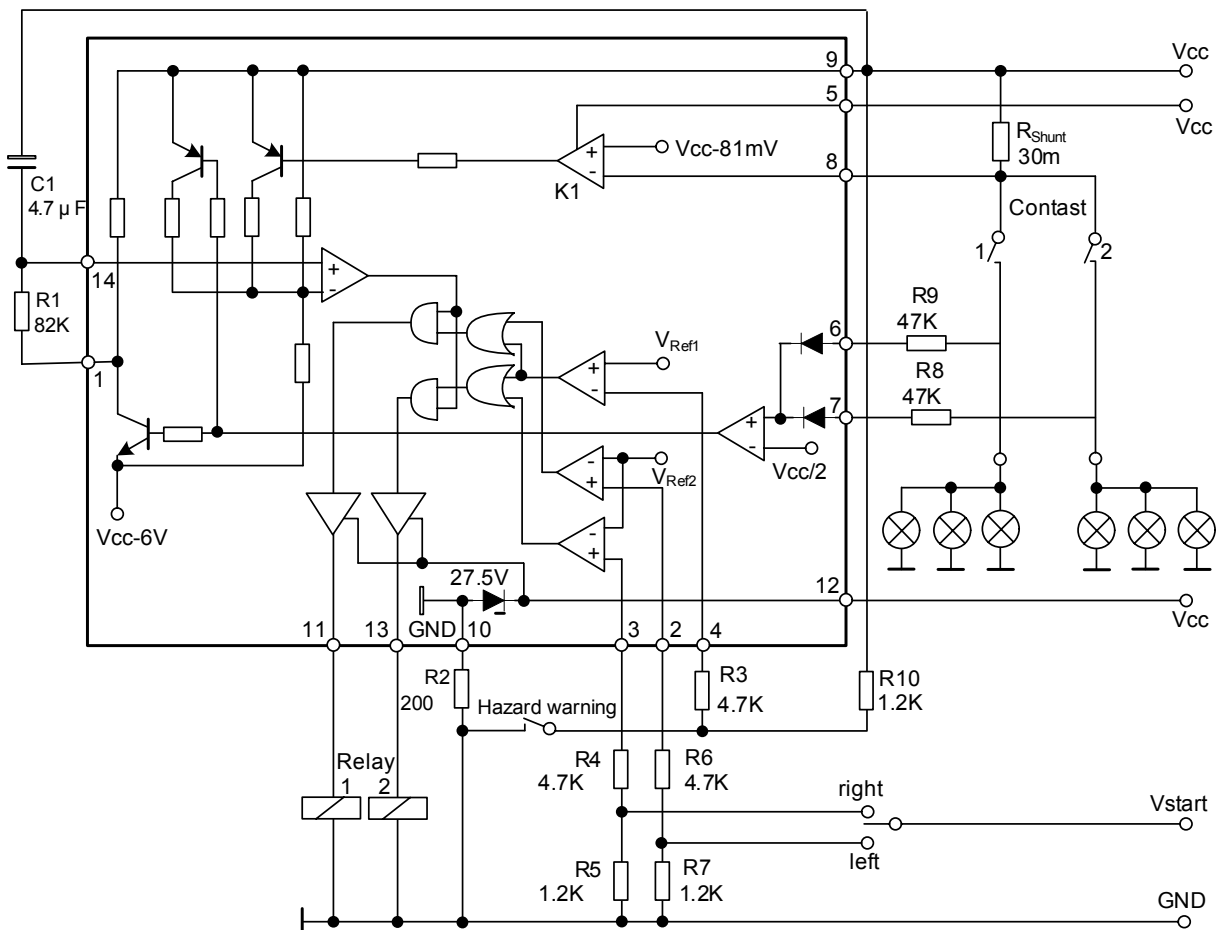 9
Vcc
5
Vcc
RShunt
30m
Vcc-81mV
8
K1
C1
4.7 μ F
Contast
1
2
14
R1
82K
R9
47K
6
VRef1
R8
47K
1
7
Vcc/2
VRef2
Vcc-6V
27.5V
12
Vcc
11
13
GND
10
3
2
4
R2
200
R3
4.7K
R10
1.2K
Hazard warning
Relay
1
2
R4
4.7K
R6
4.7K
right
Vstart
left
R5
1.2K
R7
1.2K
GND
+
-
+
-
+
-
+
-
-
+
-
+